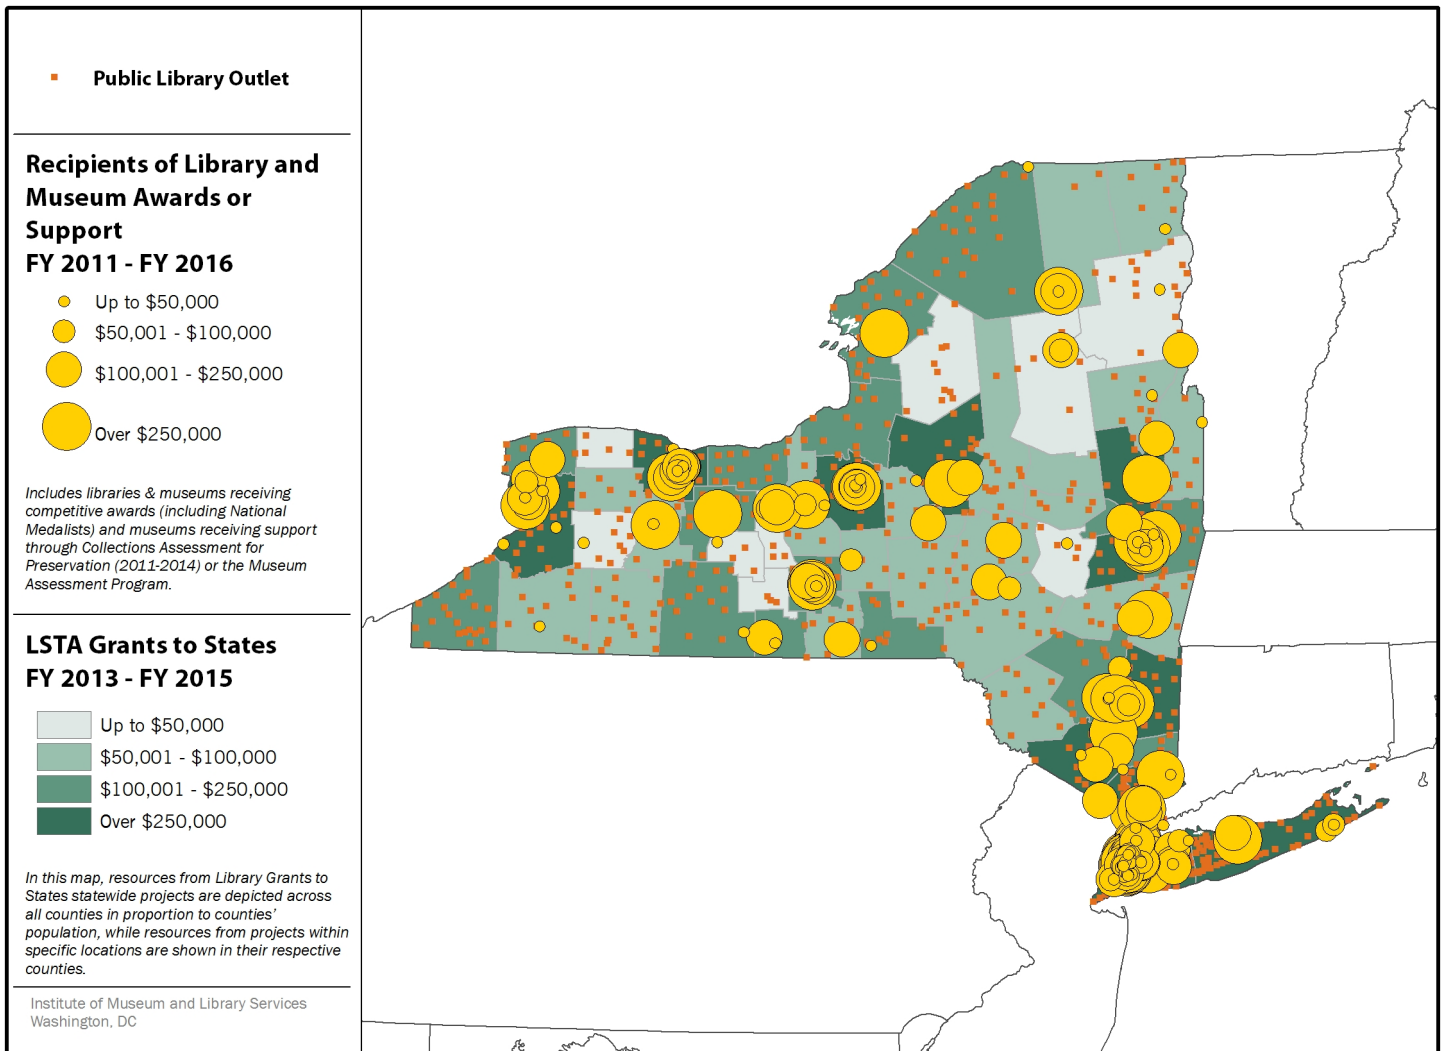 Public Library Outlet
Recipients of Library and
Museum Awards or
Support
FY 2011 - FY 2016
Up to $50,000
$50,001 - $100,000
$100,001 - $250,000
Over $250,000
Includes libraries & museums receiving
competitive awards (including National
Medalists) and museums receiving support
through Collections Assessment for
Preservation (2011-2014) or the Museum
Assessment Program.
LSTA Grants to States
FY 2013 - FY 2015
Up to $50,000
$50,001 - $100,000
$100,001 - $250,000
Over $250,000
In this map, resources from Library Grants to
States statewide projects are depicted across
all counties in proportion to counties'
population, while resources from projects within
specific locations are shown in their respective
counties.
Institute of Museum and Library Services
Washington, DC